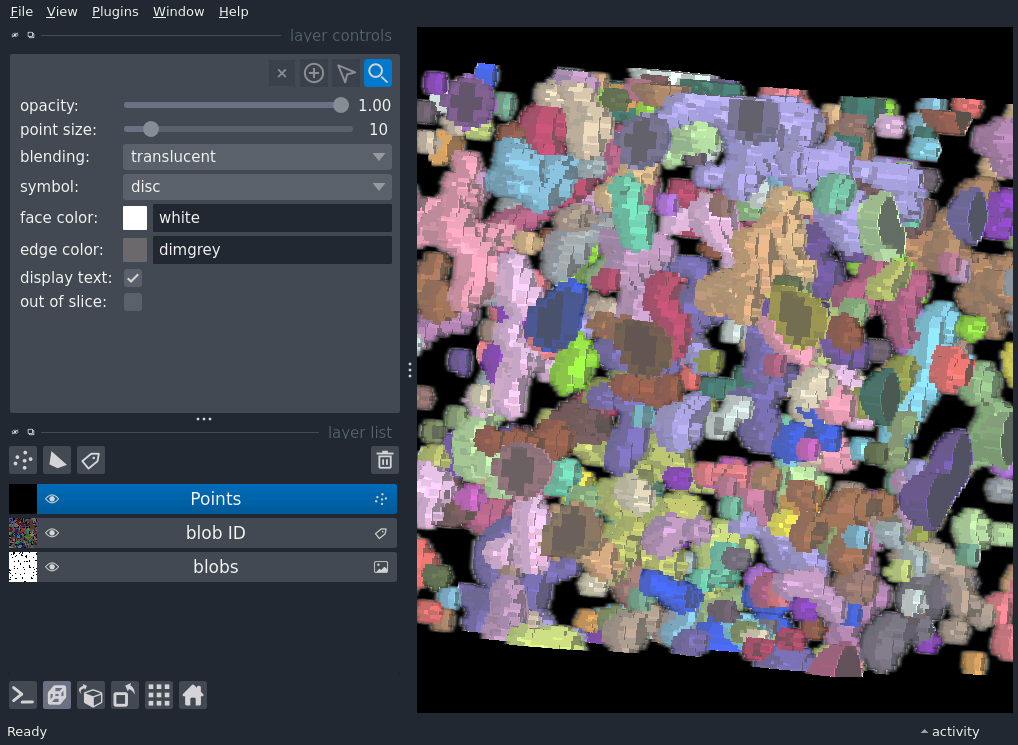 File View Plugins Window Help
layer controls
opacity: 1.00
point size: 10
blending: translucent
symbol: disc
face color: white
edge color: dimgrey
display text:
out of slice:
layer list
Points
blob ID
blobs
Ready
activity